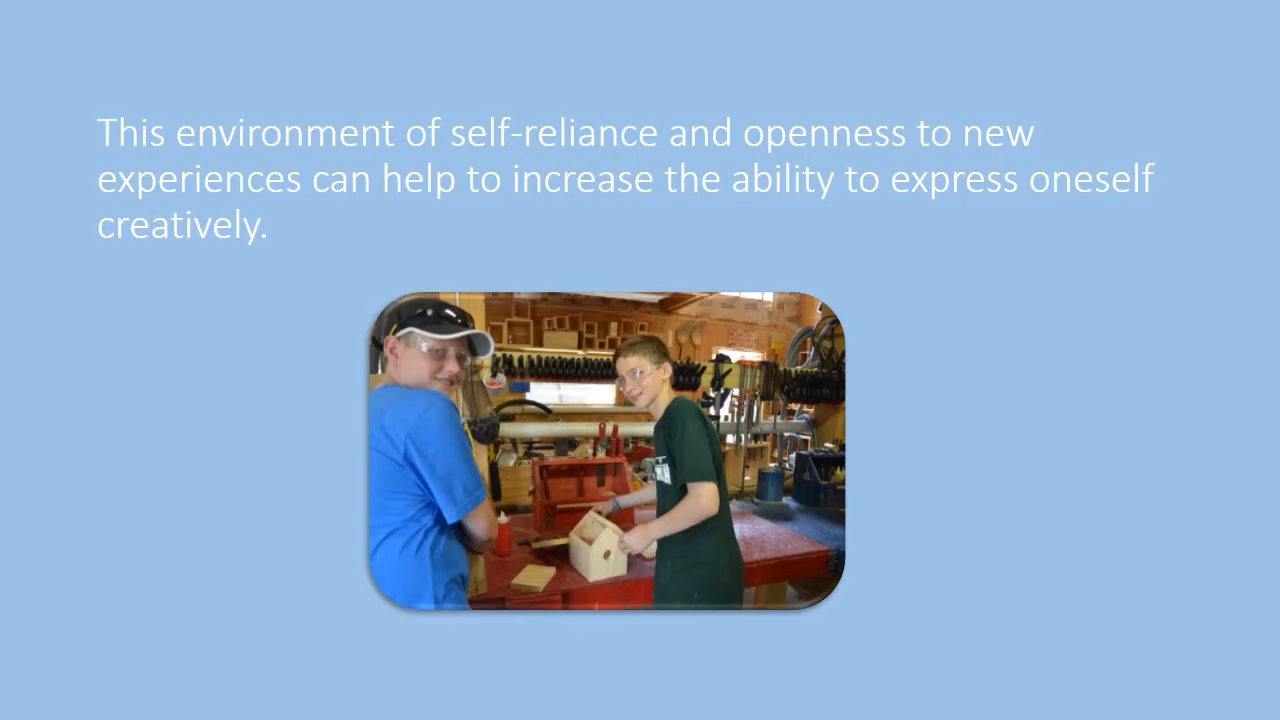 This environment of self-reliance and openness to new
experiences can help to increase the ability to express oneself
creatively.